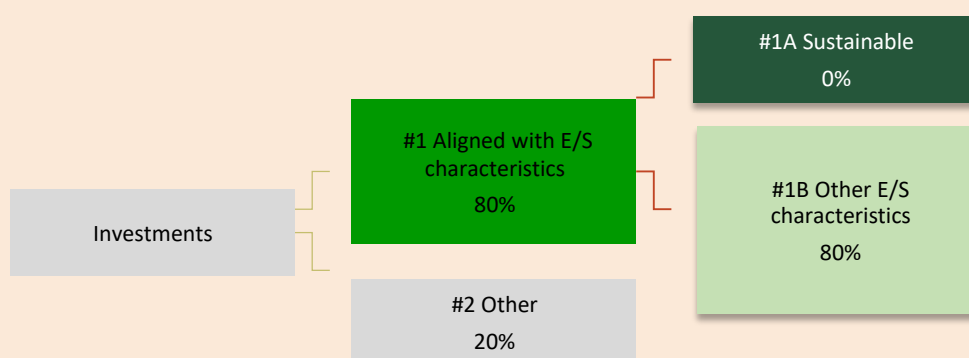 #1A Sustainable
0%
#1 Aligned with E/S
characteristics
80%
#1B Other E/S
characteristics
80%
Investments
#2 Other
20%